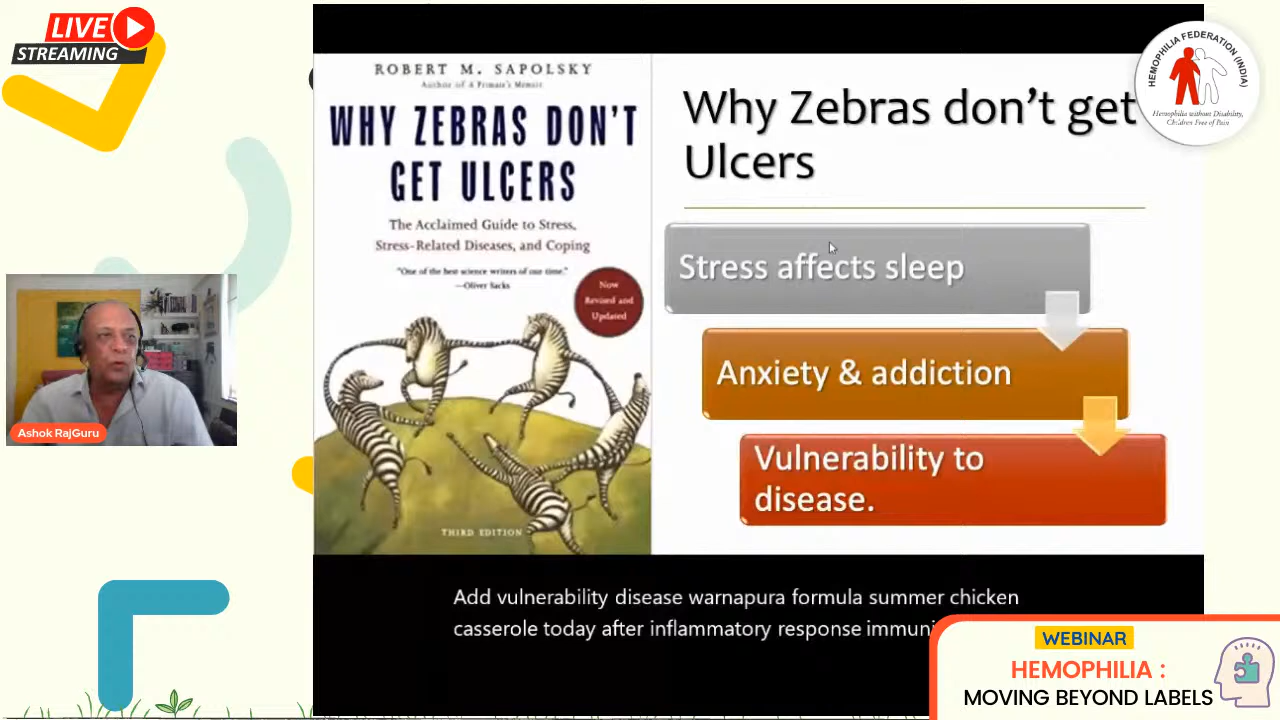 LIVE
STREAMING
ROBERT M. SAPOLSKY
Author of A Primate's Memoir
WHY ZEBRAS DON'T
GET ULCERS
The Acclaimed Guide to Stress,
Stress-Related Diseases, and Coping
"One of the best science writers of our time."
—Oliver Sacks
Now
Revised and
Updated
THIRD EDITION
Why Zebras don't get
Ulcers
Stress affects sleep
Anxiety & addiction
Vulnerability to
disease.
HEMOPHILIA FEDERATION (INDIA)
Hemophilia without Disability,
Children Free of Pain
Ashok RajGuru
Add vulnerability disease warnapura formula summer chicken
casserole today after inflammatory response immuni
WEBINAR
HEMOPHILIA :
MOVING BEYOND LABELS